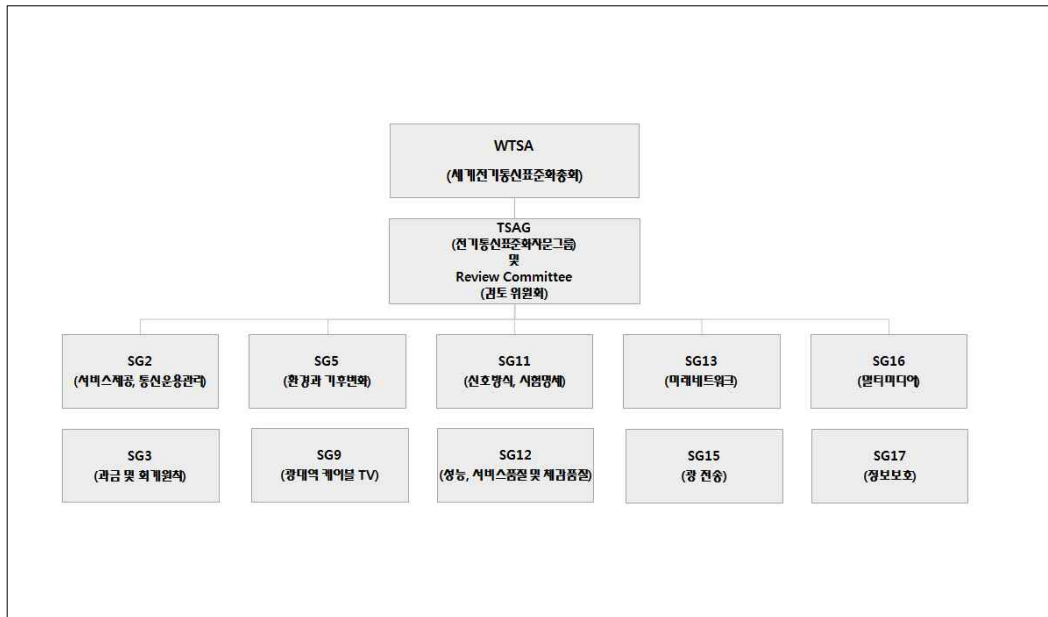 WTSA
(세계전기통신표준화총회)
TSAG
(전기통신표준화자문그룹)
및
Review Committee
(검토 위원회)
SG2
(서비스제공, 통신운용관리)
SG5
(환경과 기후변화)
SG11
(신호방식, 시험명세)
SG13
(미래네트워크)
SG16
(멀티미디어)
SG3
(과금 및 회계원칙)
SG9
(광대역 케이블 TV)
SG12
(성능, 서비스품질 및 체감품질)
SG15
(광 전송)
SG17
(정보보호)